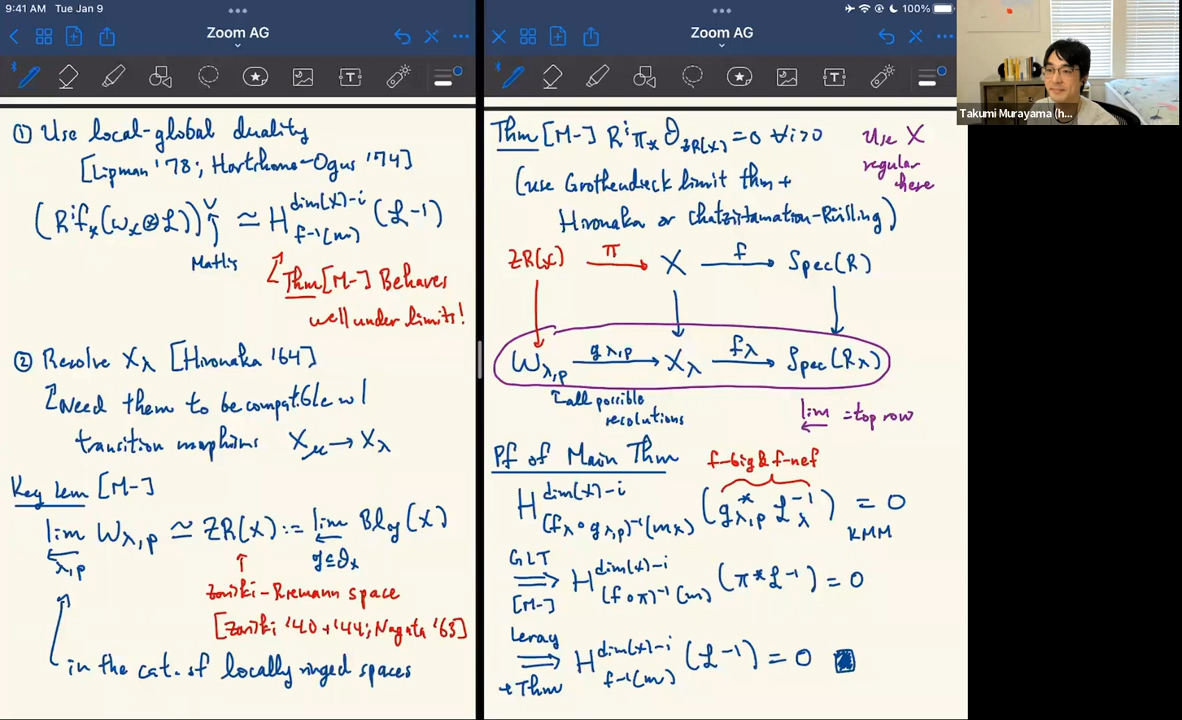 9:41 AM Tue Jan 9
Zoom AG
① Use local-global duality
[Lipman '78; Hartshorne-Ogus '74]
(Rⁱf_*(ω_X⊗ℒ))^∨ ≃ H^{dim(X)-i}_{f⁻¹(m)}(ℒ⁻¹)
Matlis
Thm [M-] Behaves
well under limits!
② Resolve X_λ [Hironaka '64]
Need them to be compatible w/
transition morphisms X_μ → X_λ
Key lem [M-]
lim W_{λ,p} ≃ ZR(X) := lim Bl_𝒥(X)
λ,p
𝒥⊆𝒪_X
Zariski-Riemann space
[Zariski '40+'44; Nagata '63]
in the cat. of locally ringed spaces
100%
Zoom AG
Thm [M-] Rⁱπ_*𝒪_{ZR(X)} = 0 ∀i>0
Use X
regular
here
(use Grothendieck limit thm +
Hironaka or Chatzistamatiou-Rülling)
ZR(X) π→ X f→ Spec(R)
W_{λ,p} g_{λ,p}→ X_λ f_λ→ Spec(R_λ)
all possible
resolutions
lim = top row
Pf of Main Thm
f-big & f-nef
H^{dim(X)-i}_{(f_λ∘g_{λ,p})⁻¹(m_λ)}(g*_{λ,p}ℒ_λ⁻¹) = 0
KMM
GLT
⟹ H^{dim(X)-i}_{(f∘π)⁻¹(m)}(π*ℒ⁻¹) = 0
[M-]
Leray
⟹ H^{dim(X)-i}_{f⁻¹(m)}(ℒ⁻¹) = 0
+Thm
Takumi Murayama (h...